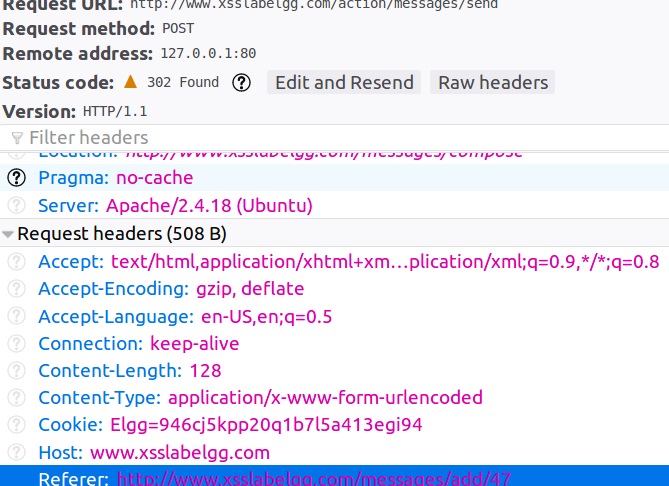 Request URL: http://www.xsslabelgg.com/action/messages/send
Request method: POST
Remote address: 127.0.0.1:80
Status code: 302 Found Edit and Resend Raw headers
Version: HTTP/1.1
Filter headers
Location: http://www.xsslabelgg.com/messages/compose
Pragma: no-cache
Server: Apache/2.4.18 (Ubuntu)
Request headers (508 B)
Accept: text/html,application/xhtml+xm…plication/xml;q=0.9,*/*;q=0.8
Accept-Encoding: gzip, deflate
Accept-Language: en-US,en;q=0.5
Connection: keep-alive
Content-Length: 128
Content-Type: application/x-www-form-urlencoded
Cookie: Elgg=946cj5kpp20q1b7l5a413egi94
Host: www.xsslabelgg.com
Referer: http://www.xsslabelgg.com/messages/add/47